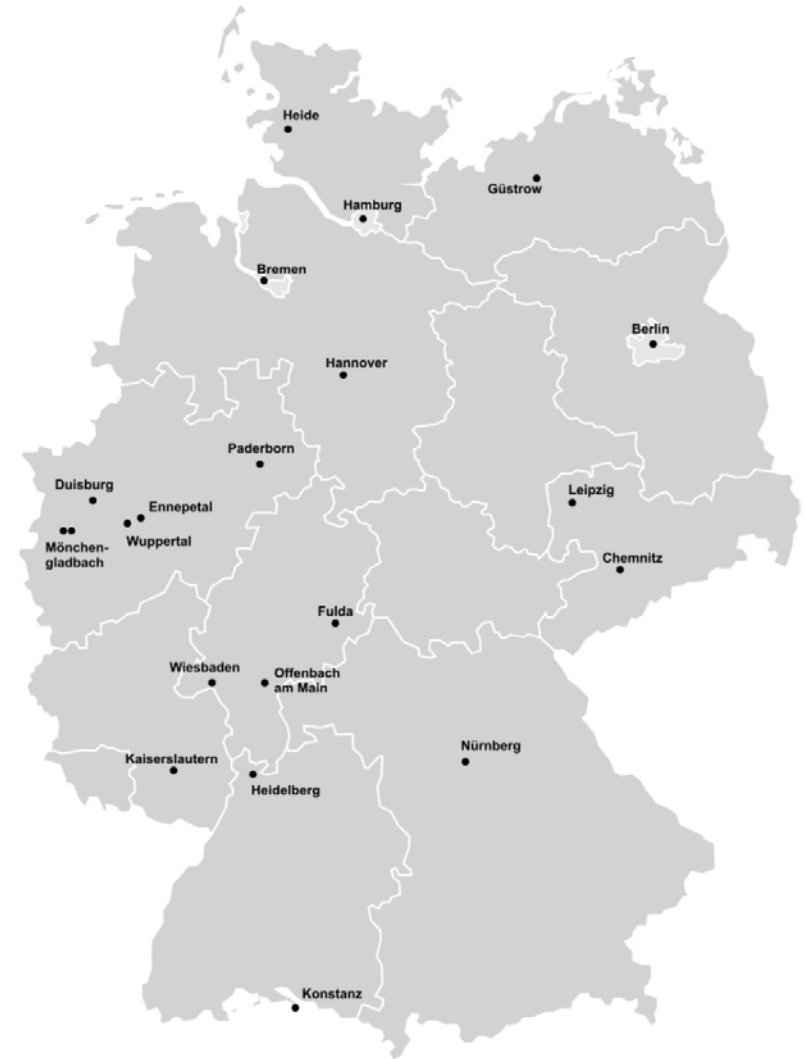 Heide
Güstrow
Hamburg
Bremen
Berlin
Hannover
Paderborn
Duisburg
Ennepetal
Leipzig
Wuppertal
Mönchen-
gladbach
Chemnitz
Fulda
Wiesbaden
Offenbach
am Main
Nürnberg
Kaiserslautern
Heidelberg
Konstanz